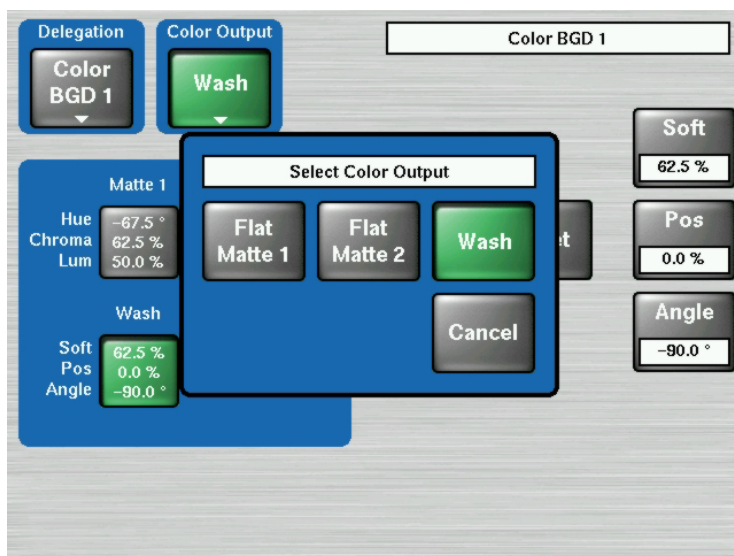 Delegation
Color Output
Color BGD 1
Color
BGD 1
Wash
Select Color Output
Flat
Matte 1
Flat
Matte 2
Wash
Cancel
Matte 1
Hue
−67.5 °
Chroma
62.5 %
Lum
50.0 %
Wash
Soft
62.5 %
Pos
0.0 %
Angle
−90.0 °
Soft
62.5 %
Pos
0.0 %
Angle
−90.0 °